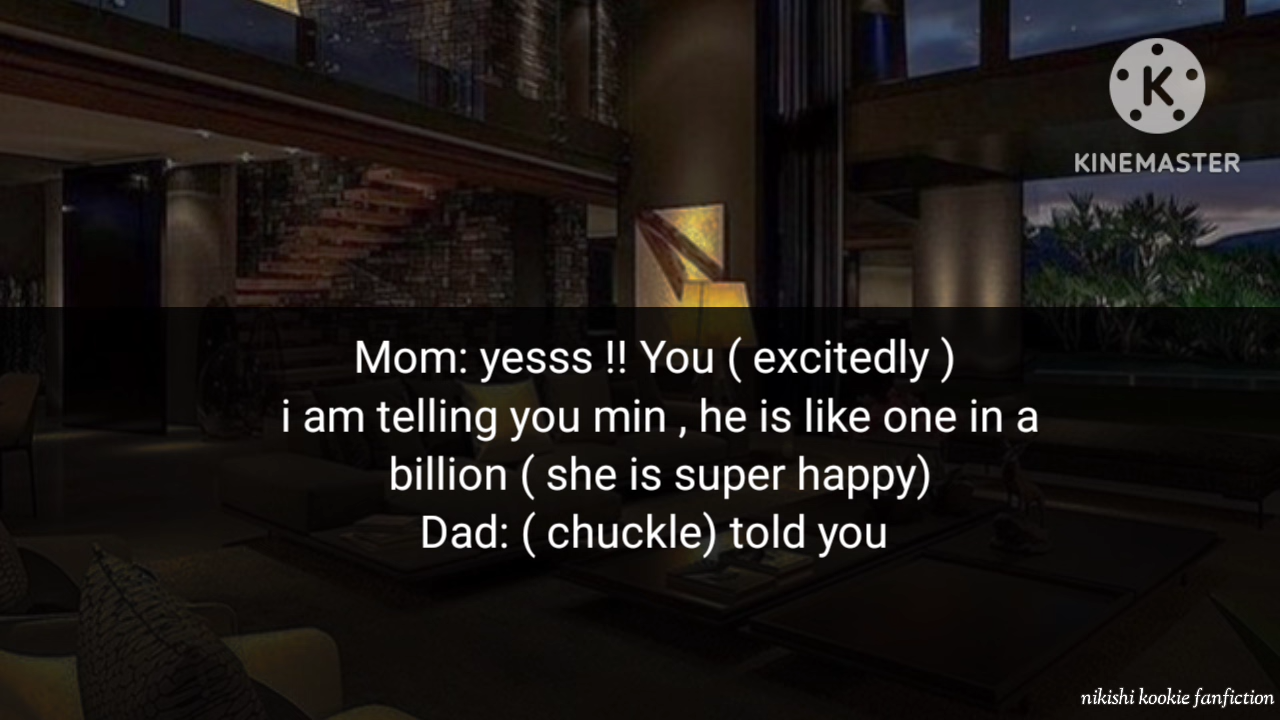 K
KINEMASTER
Mom: yesss !! You ( excitedly )
i am telling you min , he is like one in a
billion ( she is super happy)
Dad: ( chuckle) told you
nikishi kookie fanfiction